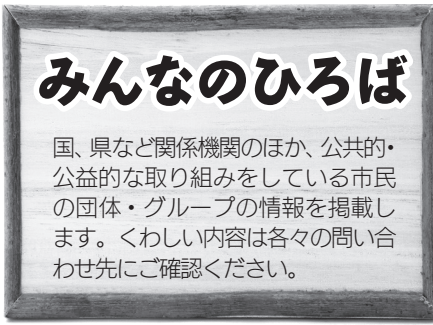 みんなのひろば
国、県など関係機関のほか、公共的・
公益的な取り組みをしている市民
の団体・グループの情報を掲載し
ます。くわしい内容は各々の問い合
わせ先にご確認ください。